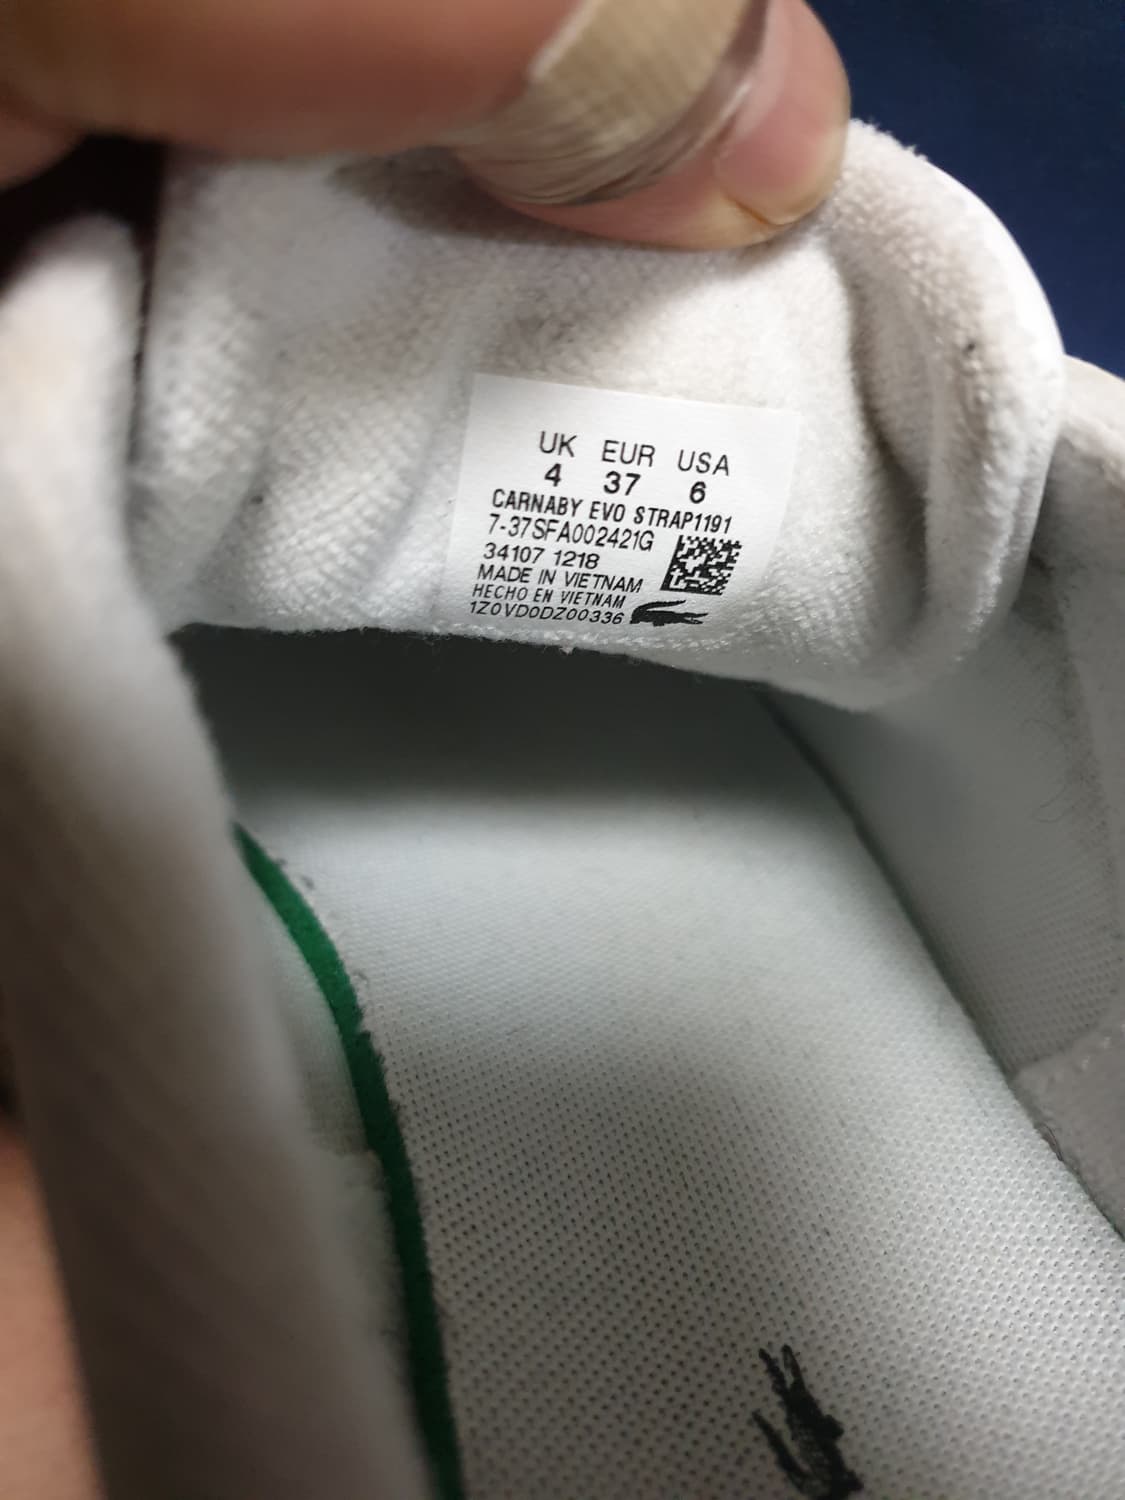 UK EUR USA
4 37 6
CARNABY EVO STRAP1191
7-37SFA002421G
34107 1218
MADE IN VIETNAM
HECHO EN VIETNAM
1Z0VD0DZ00336